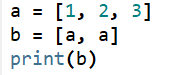 a = [1, 2, 3]
b = [a, a]
print(b)